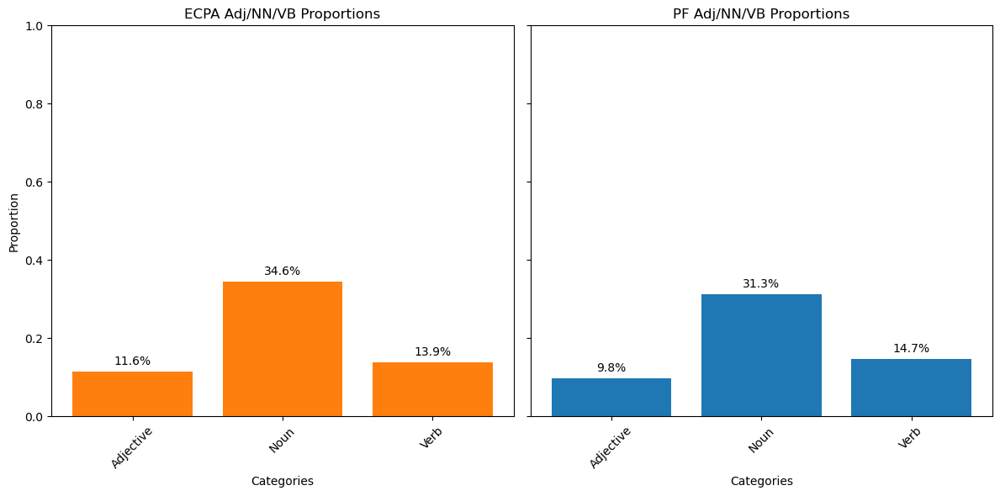 ECPA Adj/NN/VB Proportions
1.0
0.8
0.6
0.4
0.2
0.0
Proportion
11.6%
34.6%
13.9%
Adjective
Noun
Verb
Categories
PF Adj/NN/VB Proportions
9.8%
31.3%
14.7%
Adjective
Noun
Verb
Categories